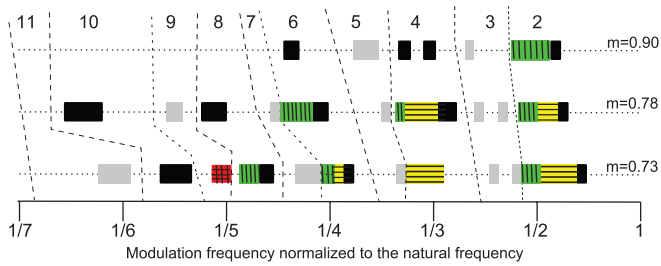 11 10 9 8 7 6 5 4 3 2
m=0.90
m=0.78
m=0.73
1/7 1/6 1/5 1/4 1/3 1/2 1
Modulation frequency normalized to the natural frequency